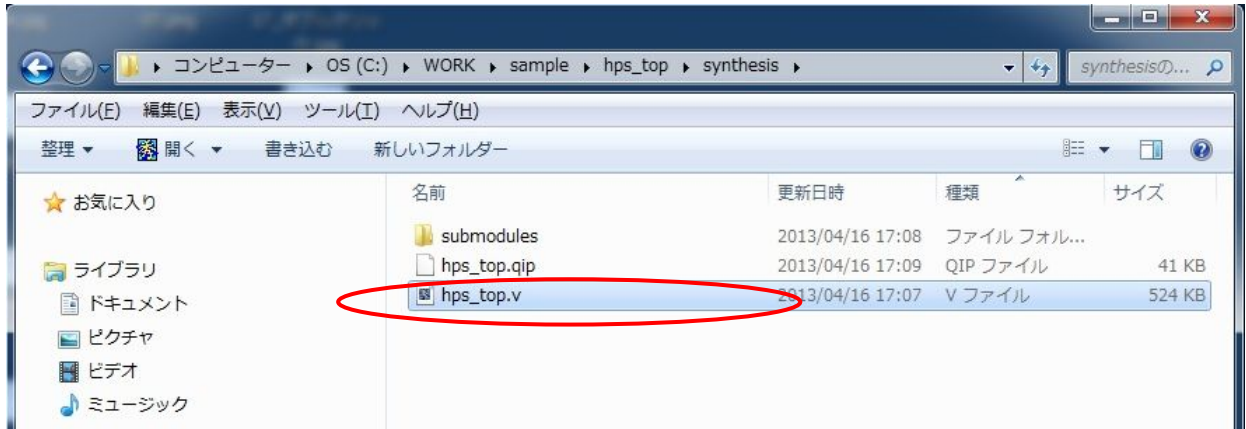 コンピューター ▸ OS (C:) ▸ WORK ▸ sample ▸ hps_top ▸ synthesis ▸
synthesisの...
ファイル(F) 編集(E) 表示(V) ツール(T) ヘルプ(H)
整理 開く 書き込む 新しいフォルダー
お気に入り
ライブラリ
ドキュメント
ピクチャ
ビデオ
ミュージック
名前 更新日時 種類 サイズ
submodules 2013/04/16 17:08 ファイル フォル...
hps_top.qip 2013/04/16 17:09 QIP ファイル 41 KB
hps_top.v 2013/04/16 17:07 V ファイル 524 KB